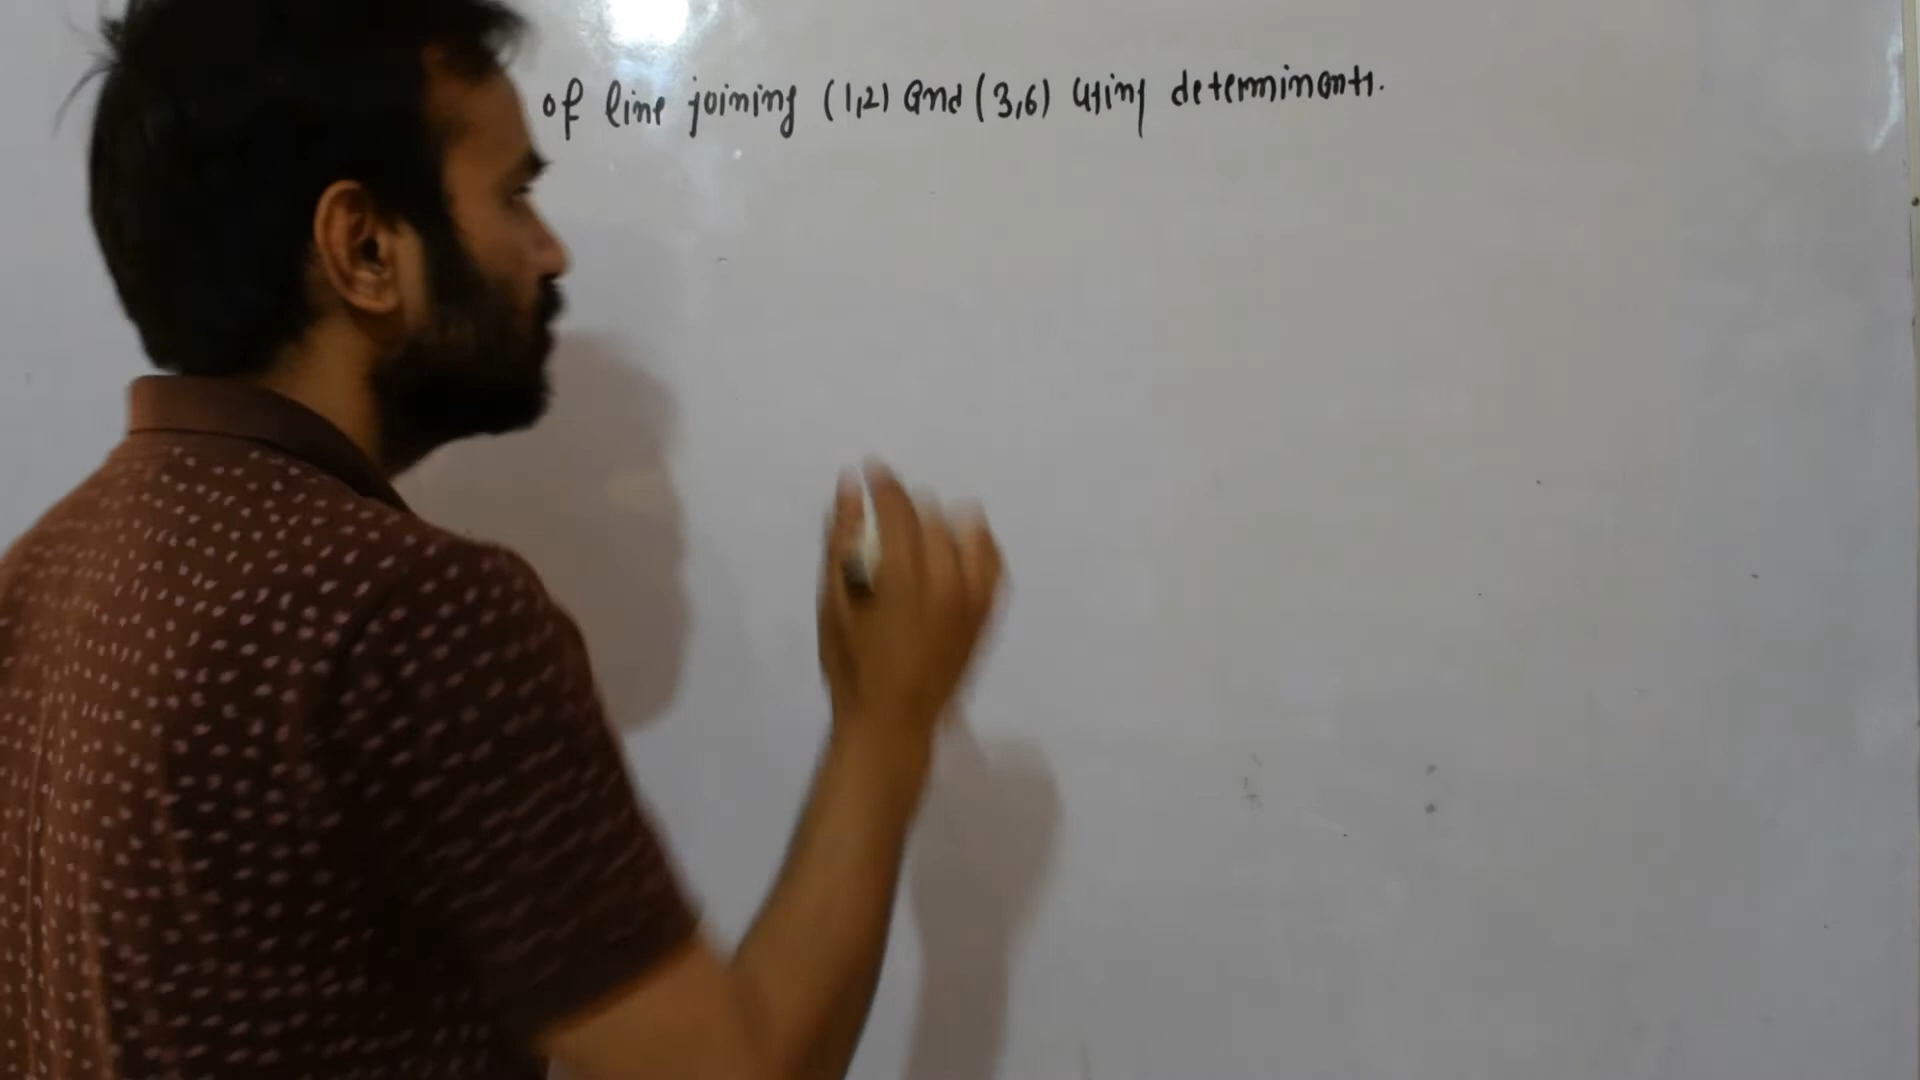 of line joining (1,2) and (3,6) using determinants.